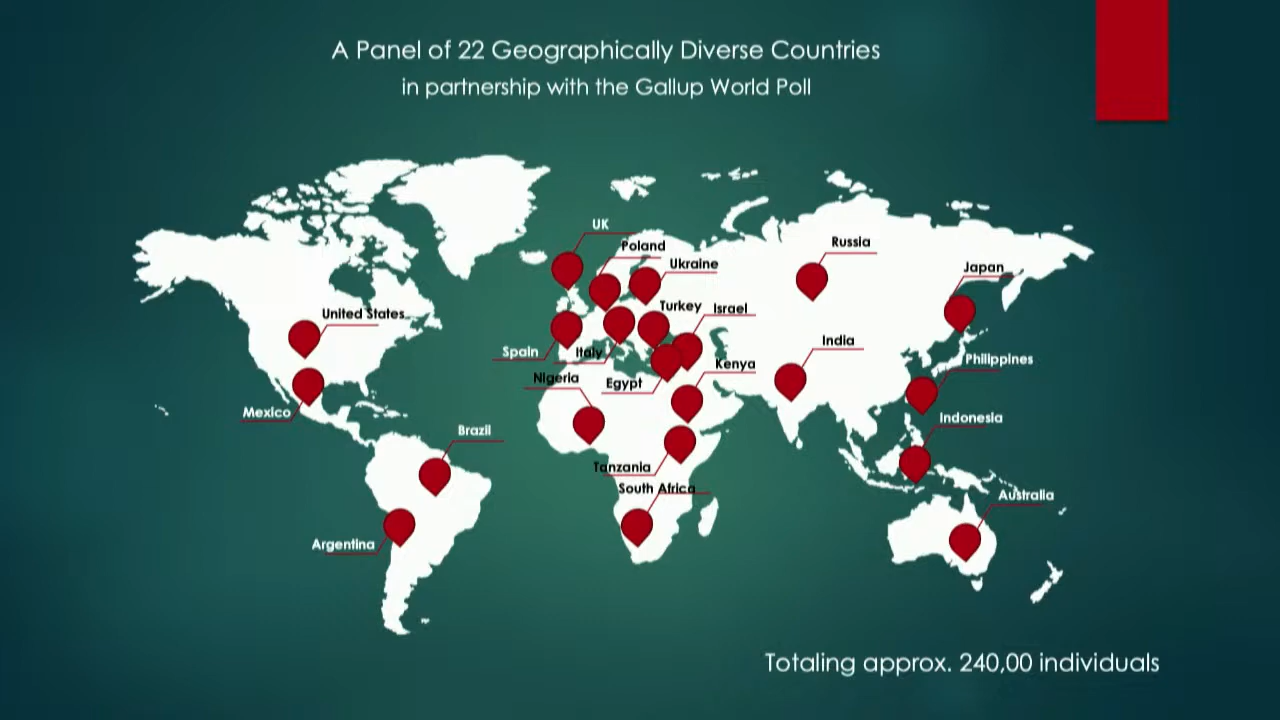 A Panel of 22 Geographically Diverse Countries
in partnership with the Gallup World Poll
UK
Poland
Russia
Ukraine
Japan
Turkey
Israel
United States
India
Spain
Italy
Kenya
Philippines
Nigeria
Egypt
Mexico
Indonesia
Brazil
Tanzania
South Africa
Australia
Argentina
Totaling approx. 240,00 individuals